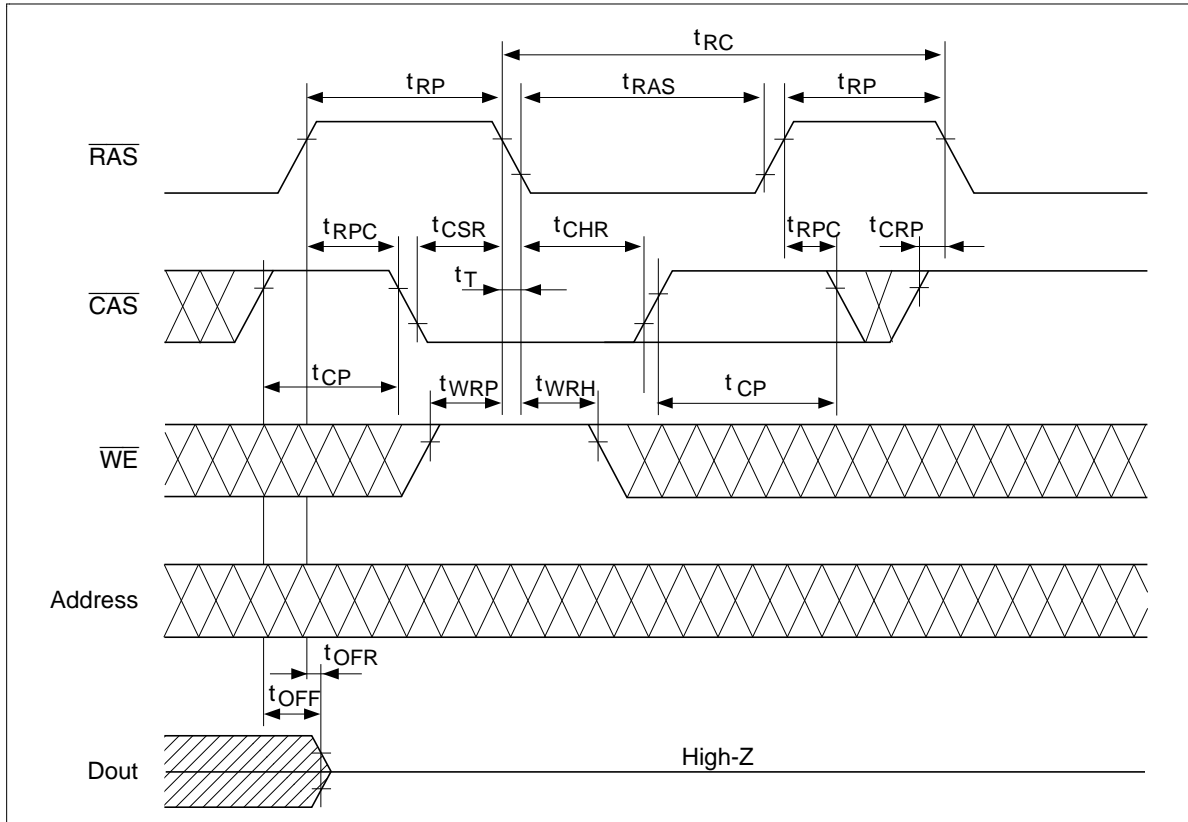 tRC
tRP
tRAS
tRP
RAS
tRPC
tCSR
tCHR
tRPC
tCRP
tT
CAS
tCP
tWRP
tWRH
tCP
WE
Address
tOFR
tOFF
High-Z
Dout